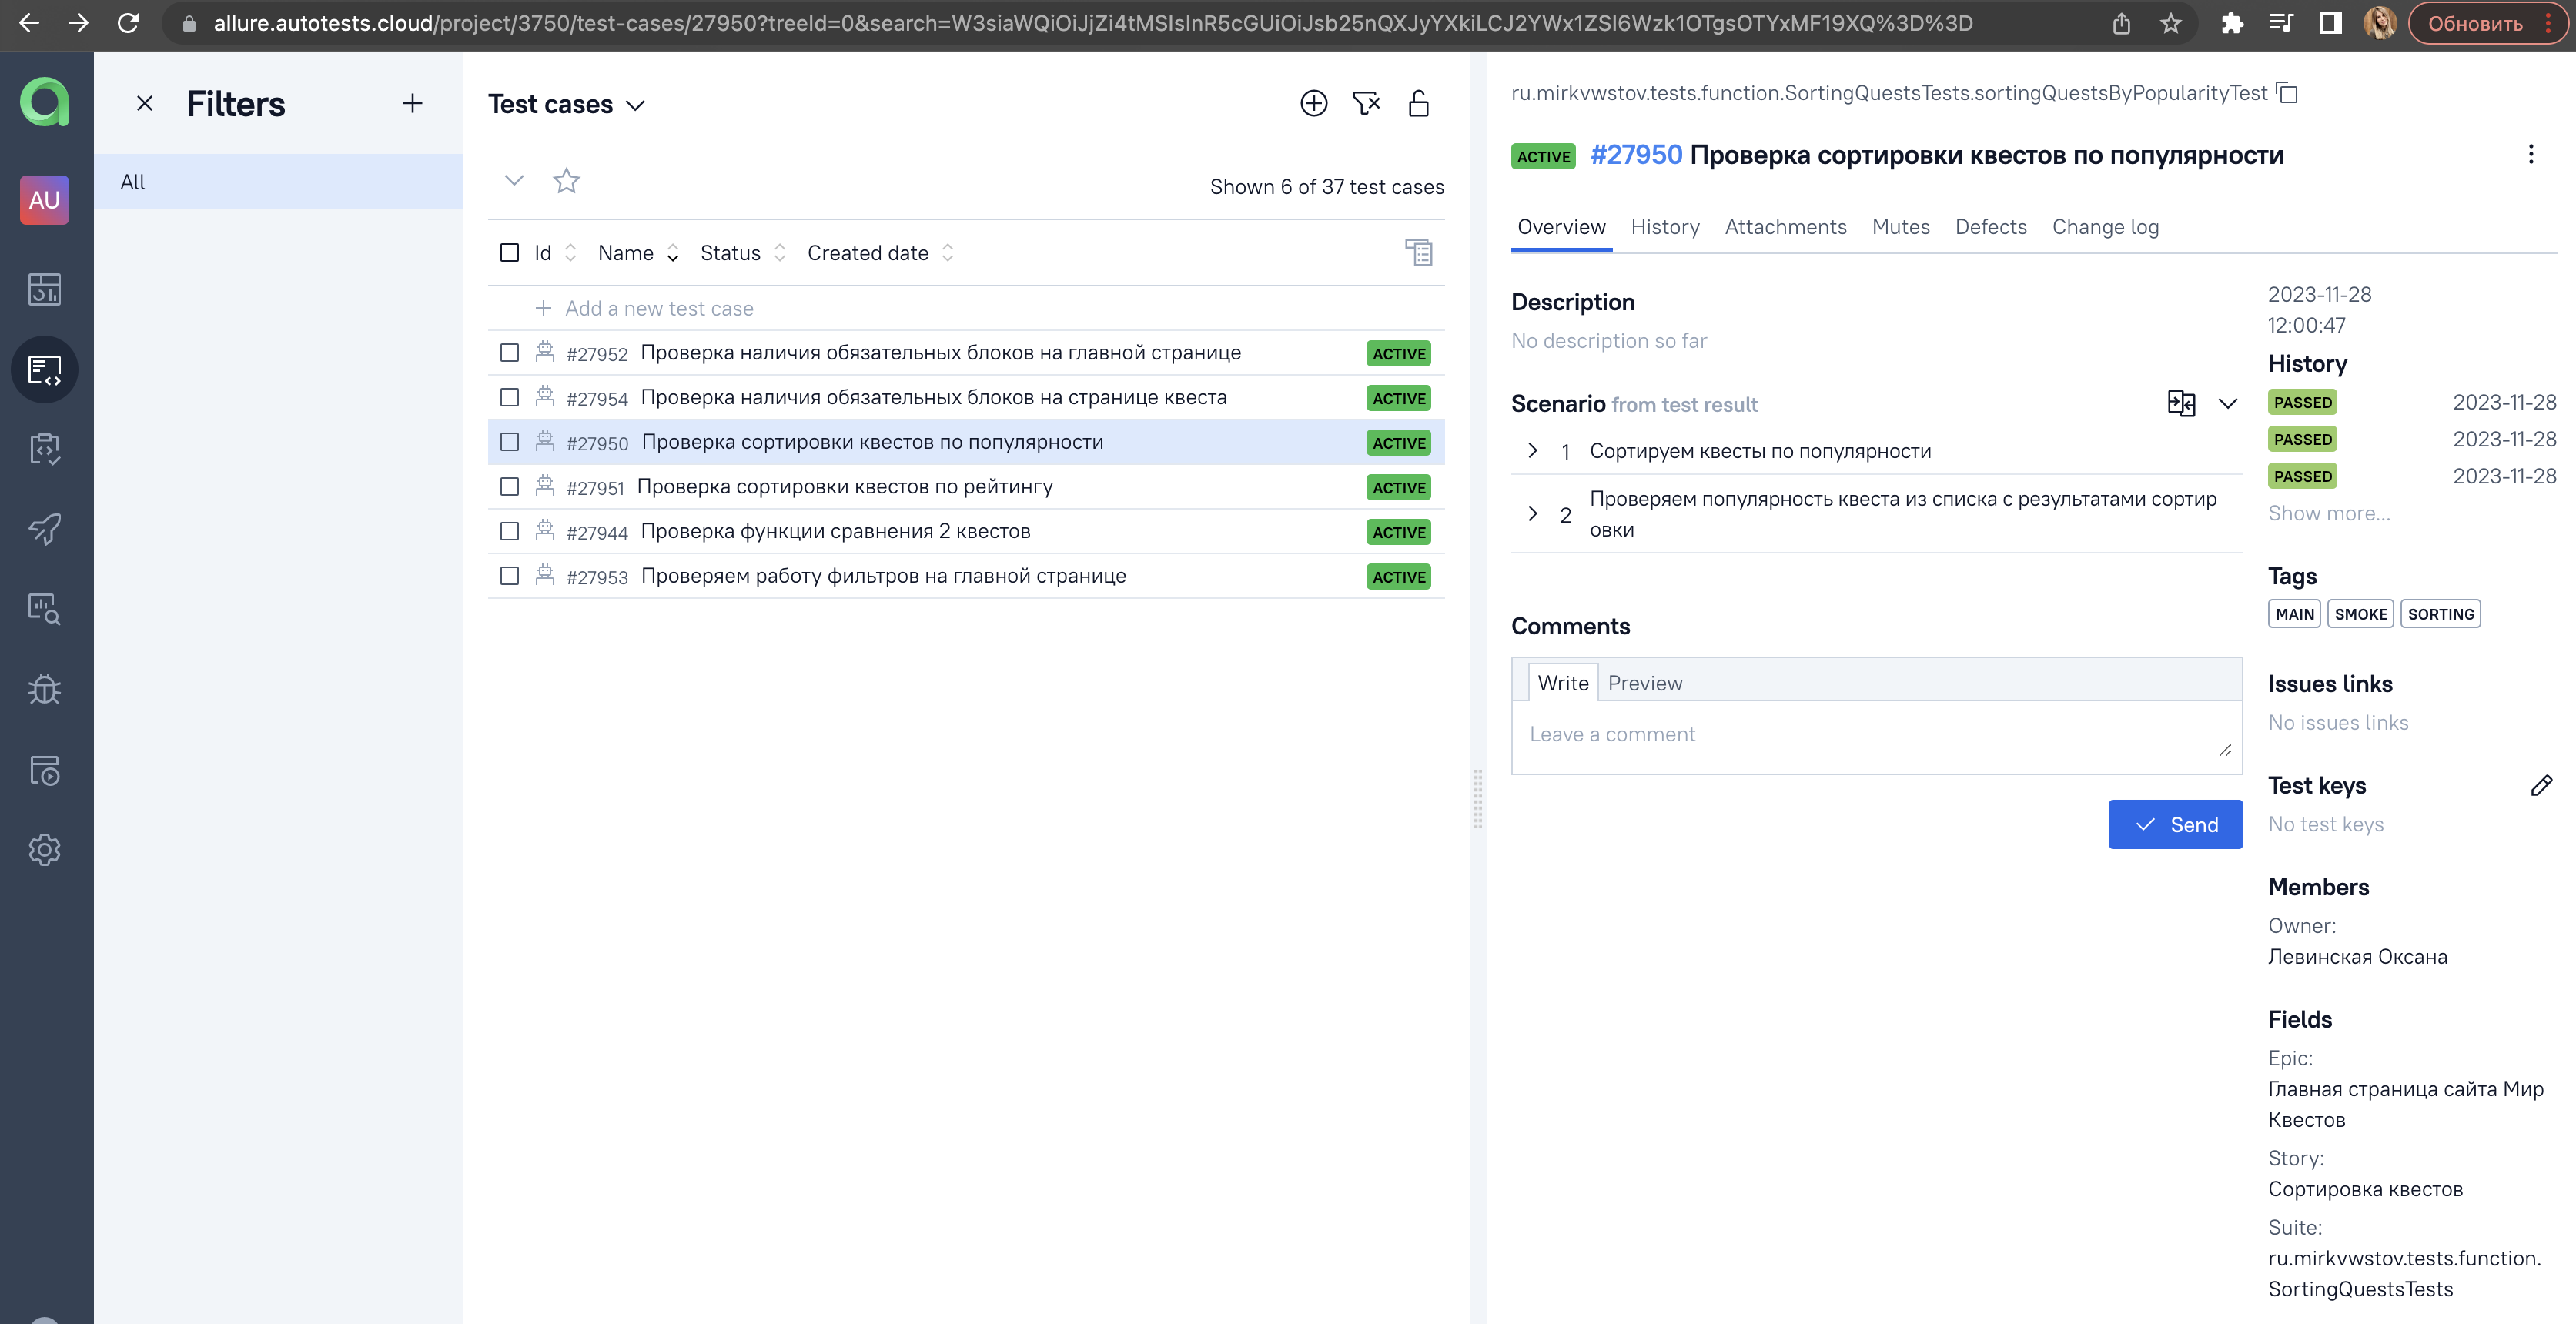 allure.autotests.cloud/project/3750/test-cases/27950?treeId=0&search=W3siaWQiOiJjZi4tMSIsInR5cGUiOiJsb25nQXJyYXkiLCJ2YWx1ZSI6Wzk1OTgsOTYxMF19XQ%3D%3D
Обновить
AU
Filters
All
Test cases
Shown 6 of 37 test cases
Id Name Status Created date
Add a new test case
#27952 Проверка наличия обязательных блоков на главной странице ACTIVE
#27954 Проверка наличия обязательных блоков на странице квеста ACTIVE
#27950 Проверка сортировки квестов по популярности ACTIVE
#27951 Проверка сортировки квестов по рейтингу ACTIVE
#27944 Проверка функции сравнения 2 квестов ACTIVE
#27953 Проверяем работу фильтров на главной странице ACTIVE
ru.mirkvwstov.tests.function.SortingQuestsTests.sortingQuestsByPopularityTest
ACTIVE #27950 Проверка сортировки квестов по популярности
Overview History Attachments Mutes Defects Change log
Description
No description so far
Scenario from test result
1 Сортируем квесты по популярности
2 Проверяем популярность квеста из списка с результатами сортир
овки
Comments
Write Preview
Leave a comment
Send
2023-11-28
12:00:47
History
PASSED 2023-11-28
PASSED 2023-11-28
PASSED 2023-11-28
Show more...
Tags
MAIN SMOKE SORTING
Issues links
No issues links
Test keys
No test keys
Members
Owner:
Левинская Оксана
Fields
Epic:
Главная страница сайта Мир
Квестов
Story:
Сортировка квестов
Suite:
ru.mirkvwstov.tests.function.
SortingQuestsTests